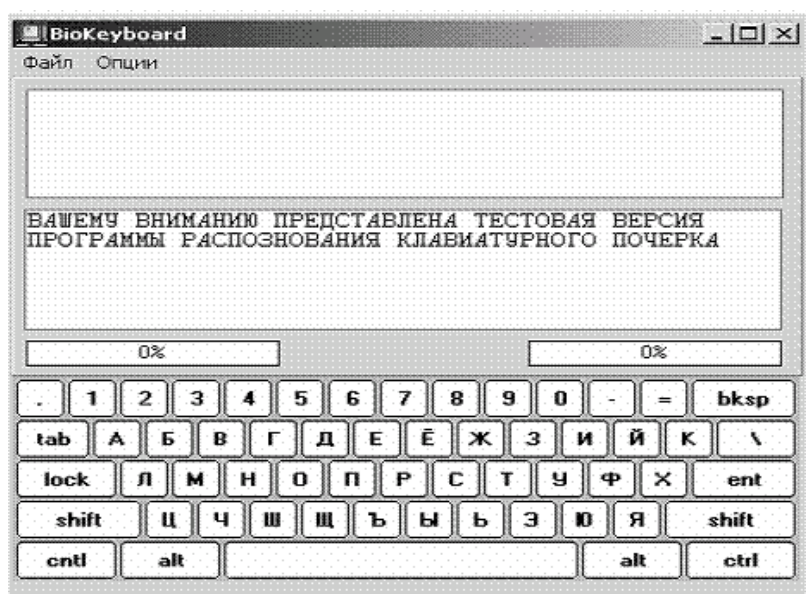 BioKeyboard
Файл Опции
ВАШЕМУ ВНИМАНИЮ ПРЕДСТАВЛЕНА ТЕСТОВАЯ ВЕРСИЯ
ПРОГРАММЫ РАСПОЗНОВАНИЯ КЛАВИАТУРНОГО ПОЧЕРКА
0% 0%
. 1 2 3 4 5 6 7 8 9 0 - = bksp
tab А Б В Г Д Е Ё Ж З И Й К \
lock Л М Н О П Р С Т У Ф Х ent
shift Ц Ч Ш Щ Ъ Ы Ь Э Ю Я shift
cntl alt alt ctrl